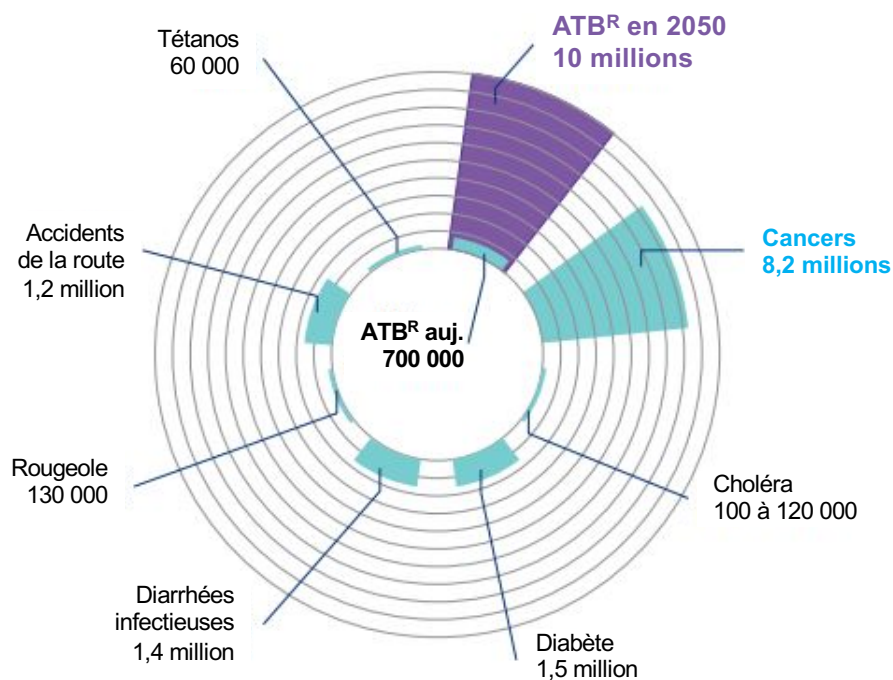 Tétanos
60 000
ATBᴿ en 2050
10 millions
Accidents
de la route
1,2 million
Cancers
8,2 millions
ATBᴿ auj.
700 000
Rougeole
130 000
Choléra
100 à 120 000
Diarrhées
infectieuses
1,4 million
Diabète
1,5 million